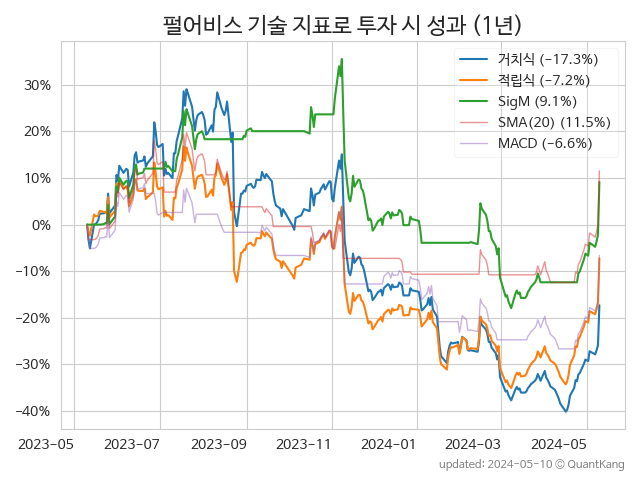 펄어비스 기술 지표로 투자 시 성과 (1년)
거치식 (−17.3%)
적립식 (−7.2%)
SigM (9.1%)
SMA(20) (11.5%)
MACD (−6.6%)
30%
20%
10%
0%
−10%
−20%
−30%
−40%
2023-05 2023-07 2023-09 2023-11 2024-01 2024-03 2024-05
updated: 2024-05-10 © QuantKang